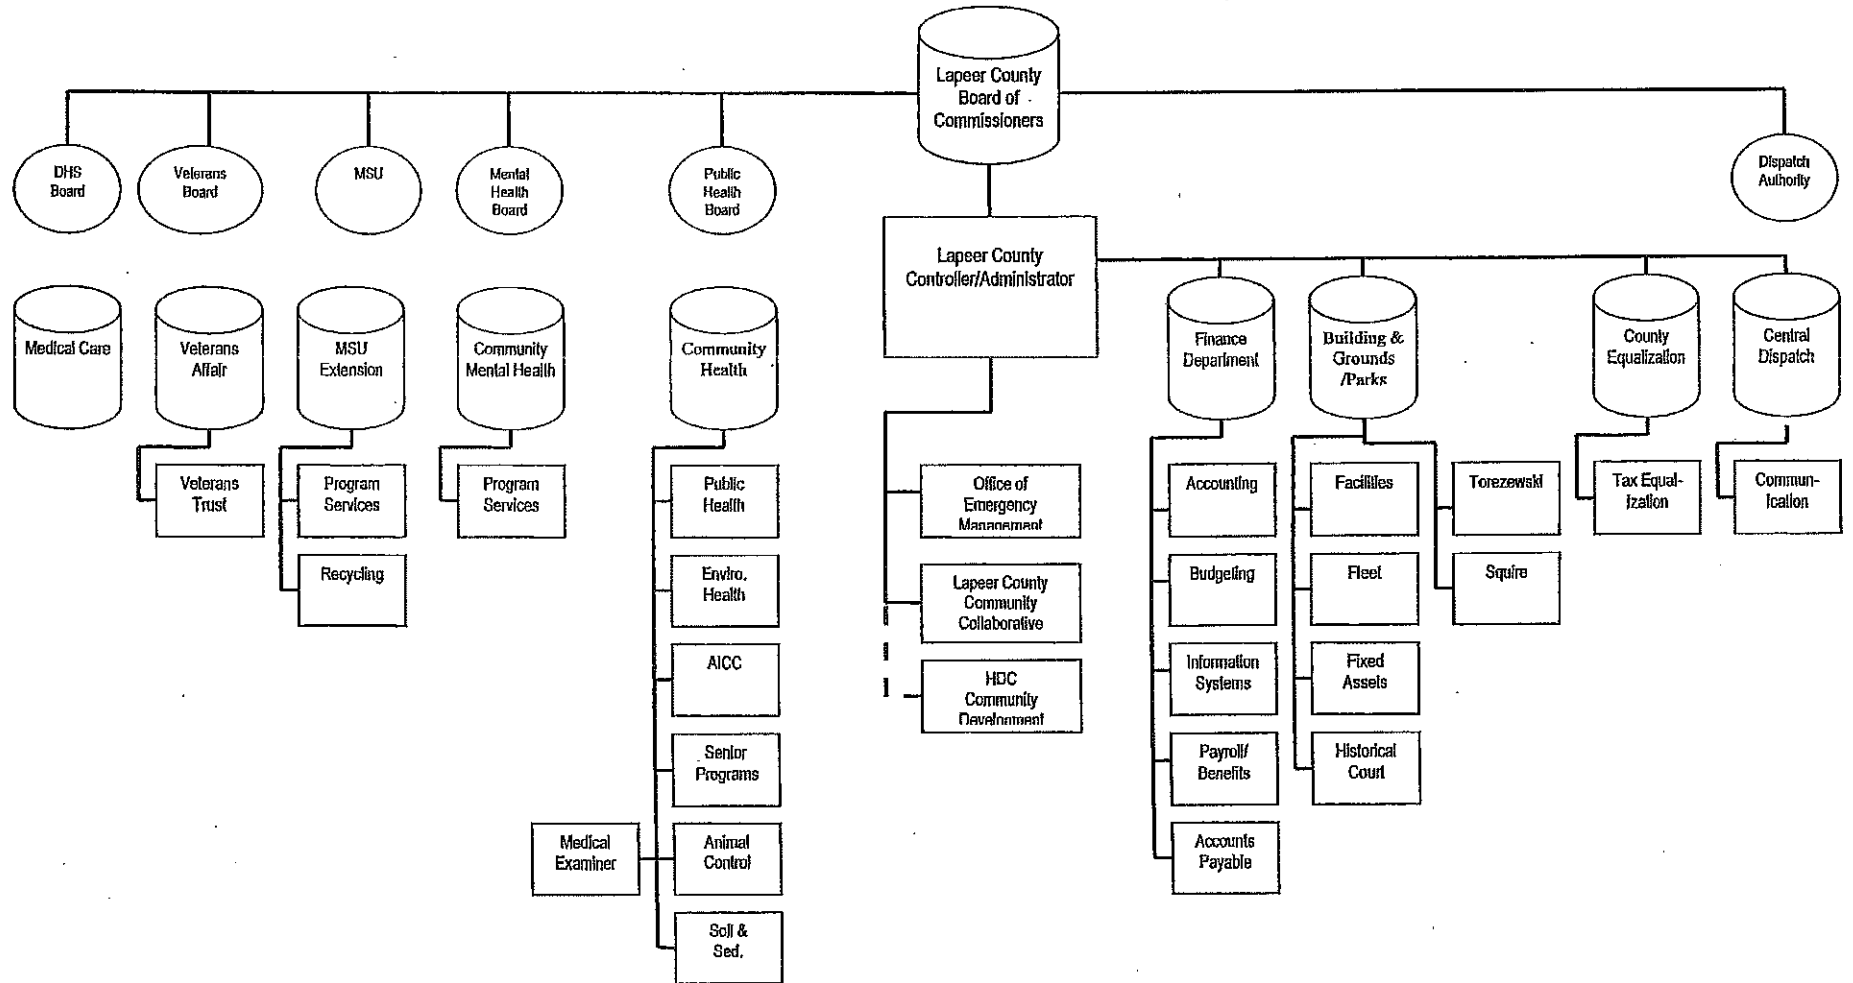 Lapeer County
Board of
Commissioners
DHS
Board
Veterans
Board
MSU
Mental
Health
Board
Public
Health
Board
Dispatch
Authority
Lapeer County
Controller/Administrator
Medical Care
Veterans
Affair
MSU
Extension
Community
Mental Health
Community
Health
Finance
Department
Building &
Grounds
/Parks
County
Equalization
Central
Dispatch
Veterans
Trust
Program
Services
Recycling
Program
Services
Public
Health
Enviro.
Health
AICC
Senior
Programs
Medical
Examiner
Animal
Control
Soil &
Sed.
Office of
Emergency
Management
Lapeer County
Community
Collaborative
HDC
Community
Development
Accounting
Budgeting
Information
Systems
Payroll/
Benefits
Accounts
Payable
Facilities
Fleet
Fixed
Assets
Historical
Court
Torezewski
Squire
Tax Equal-
ization
Commun-
ication